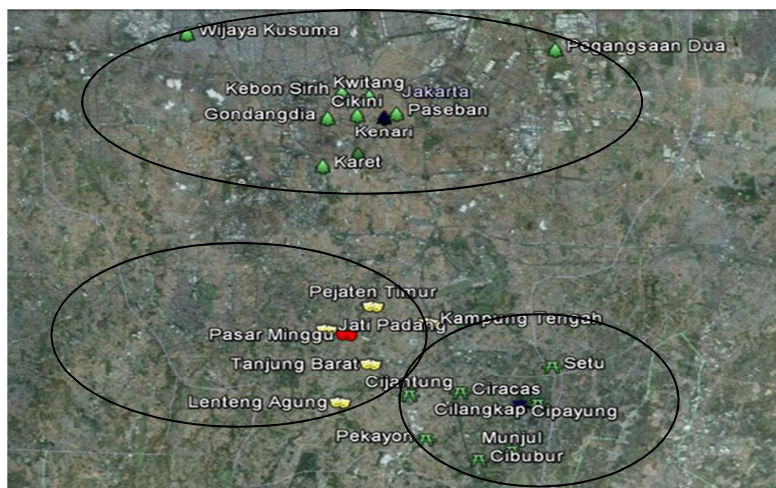 Wijaya Kusuma
Pegangsaan Dua
Kwitang
Kebon Sirih
Jakarta
Cikini
Gondangdia
Paseban
Kenari
Karet
Pejaten Timur
Kampung Tengah
Jati Padang
Pasar Minggu
Tanjung Barat
Setu
Cijantung
Ciracas
Lenteng Agung
Cilangkap
Cipayung
Pekayon
Munjul
Cibubur